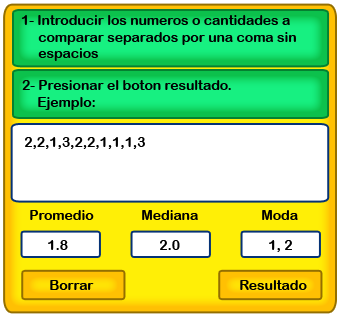 1- Introducir los numeros o cantidades a
comparar separados por una coma sin
espacios
2- Presionar el boton resultado.
Ejemplo:
2,2,1,3,2,2,1,1,1,3
Promedio Mediana Moda
1.8 2.0 1, 2
Borrar Resultado